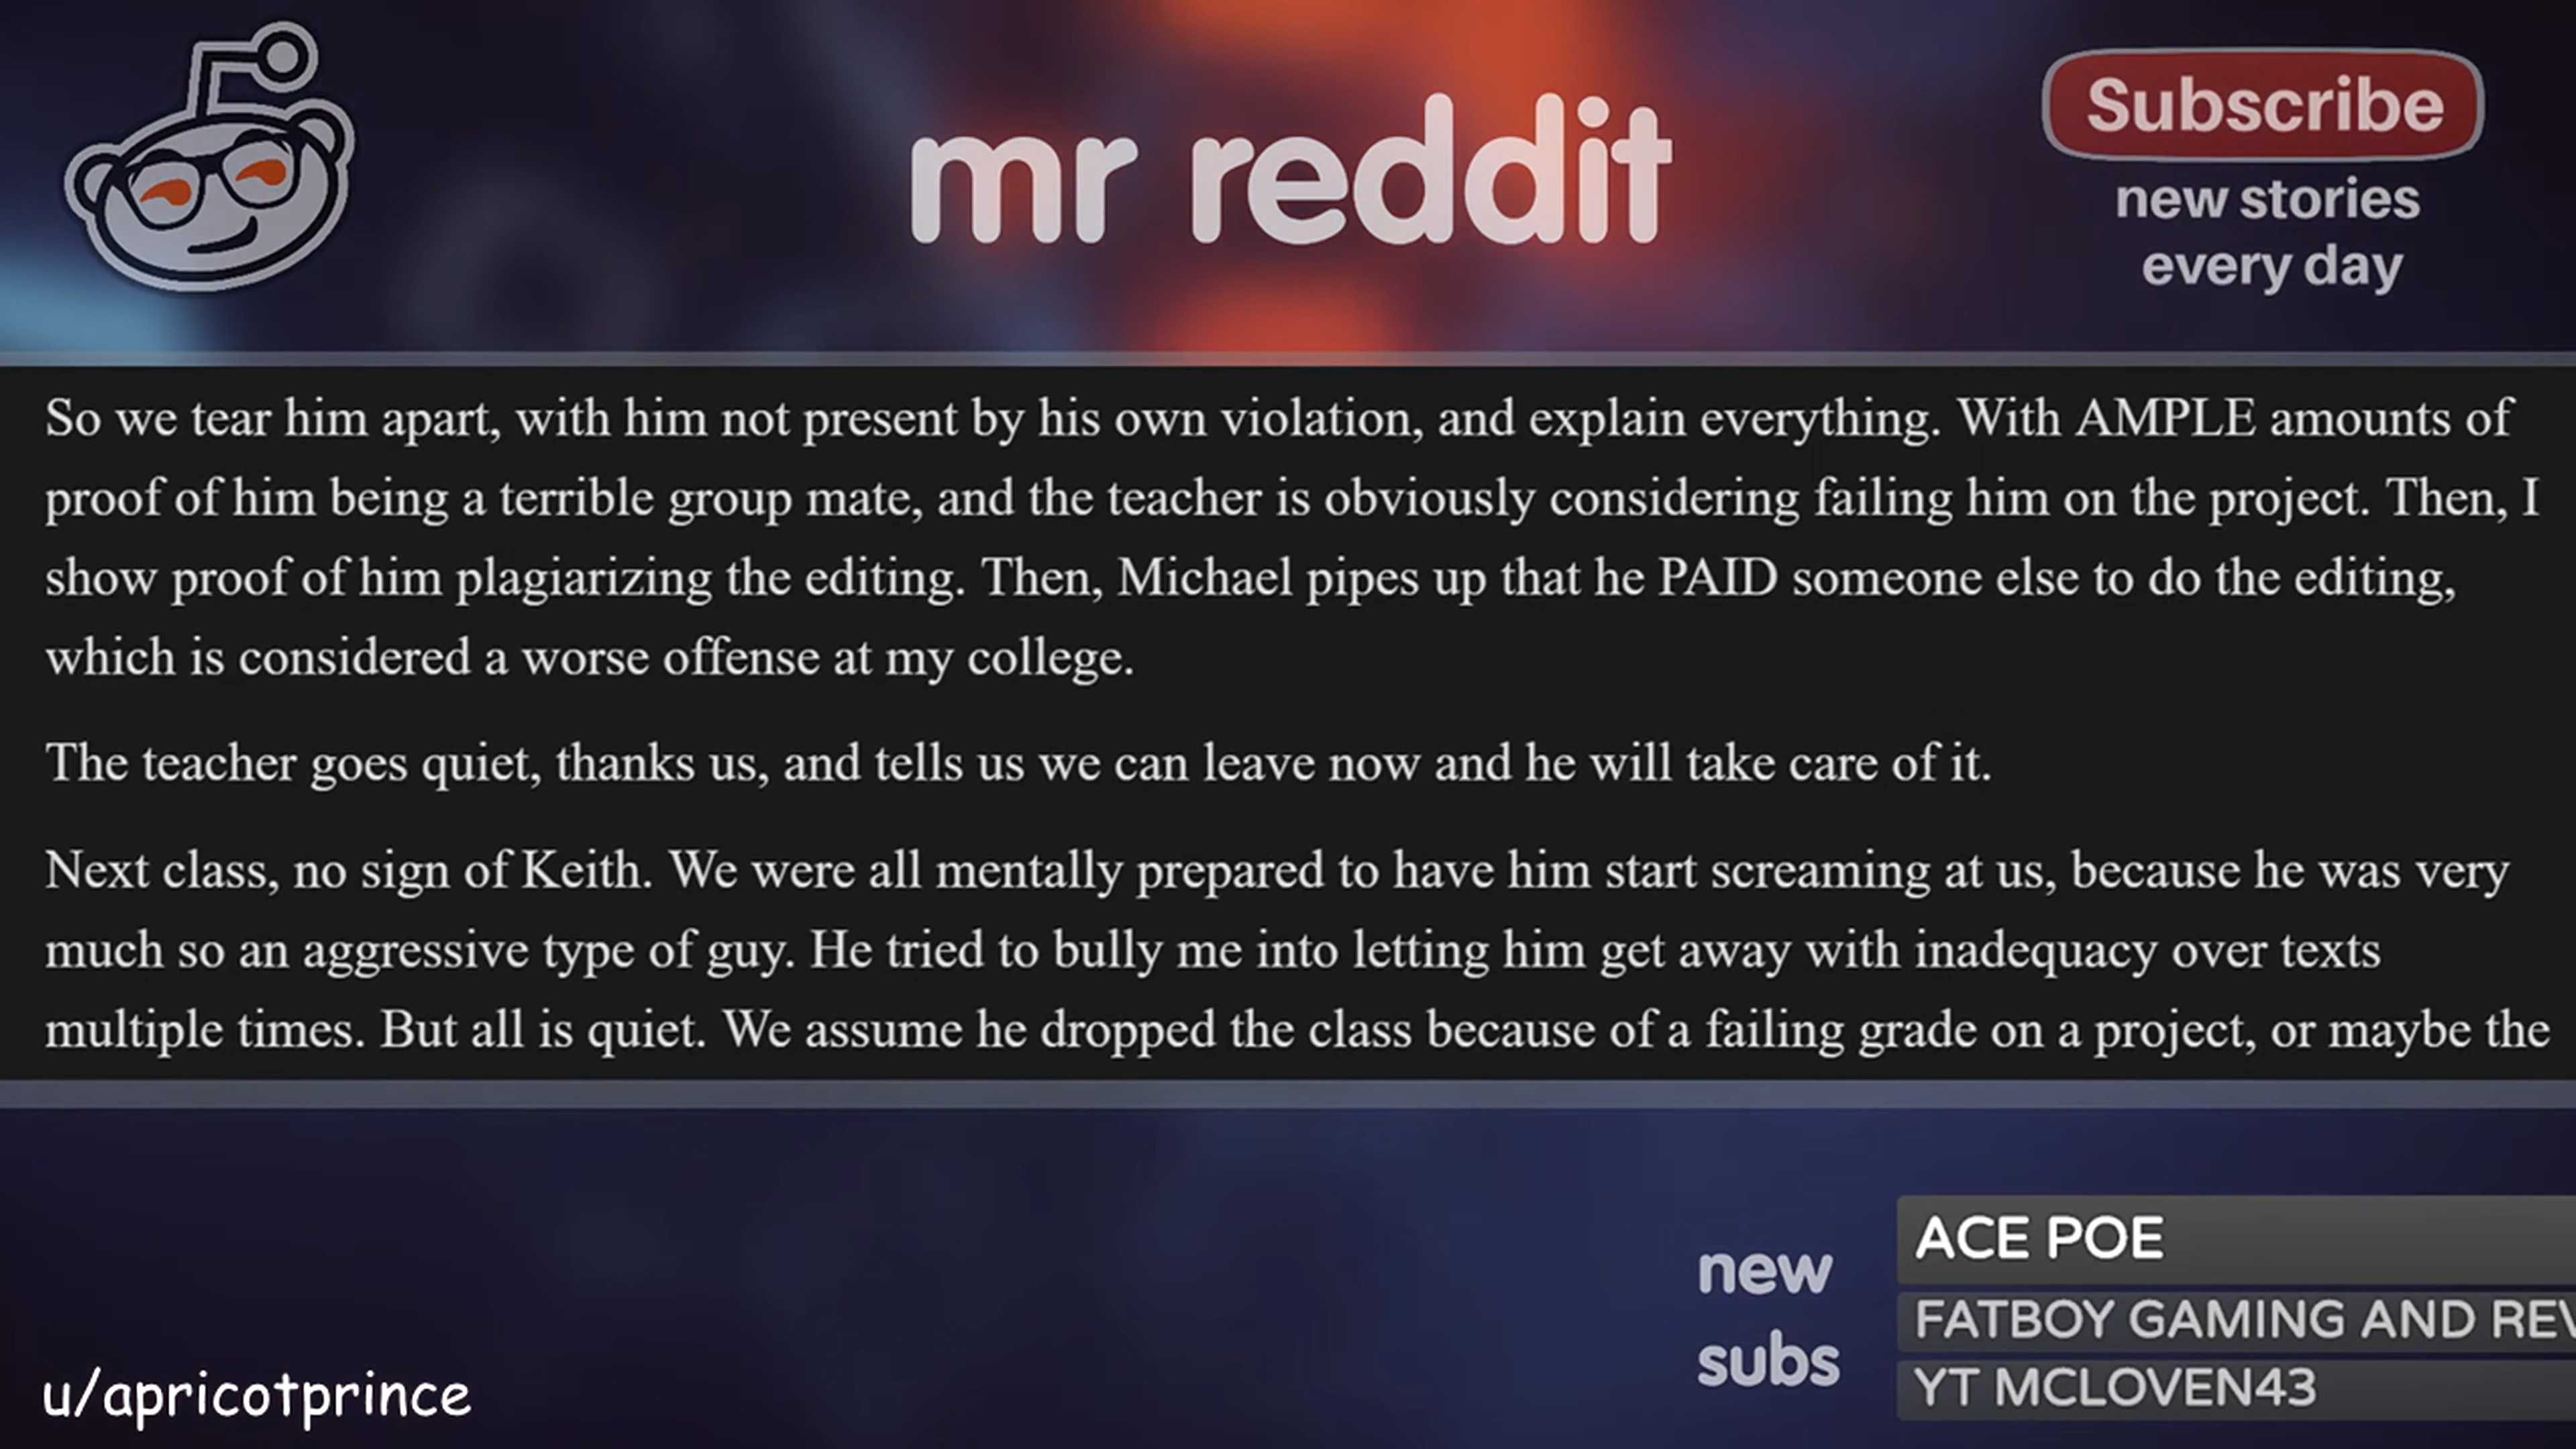 mr reddit
Subscribe
new stories
every day
So we tear him apart, with him not present by his own violation, and explain everything. With AMPLE amounts of
proof of him being a terrible group mate, and the teacher is obviously considering failing him on the project. Then, I
show proof of him plagiarizing the editing. Then, Michael pipes up that he PAID someone else to do the editing,
which is considered a worse offense at my college.
The teacher goes quiet, thanks us, and tells us we can leave now and he will take care of it.
Next class, no sign of Keith. We were all mentally prepared to have him start screaming at us, because he was very
much so an aggressive type of guy. He tried to bully me into letting him get away with inadequacy over texts
multiple times. But all is quiet. We assume he dropped the class because of a failing grade on a project, or maybe the
new
subs
ACE POE
FATBOY GAMING AND REV
YT MCLOVEN43
u/apricotprince